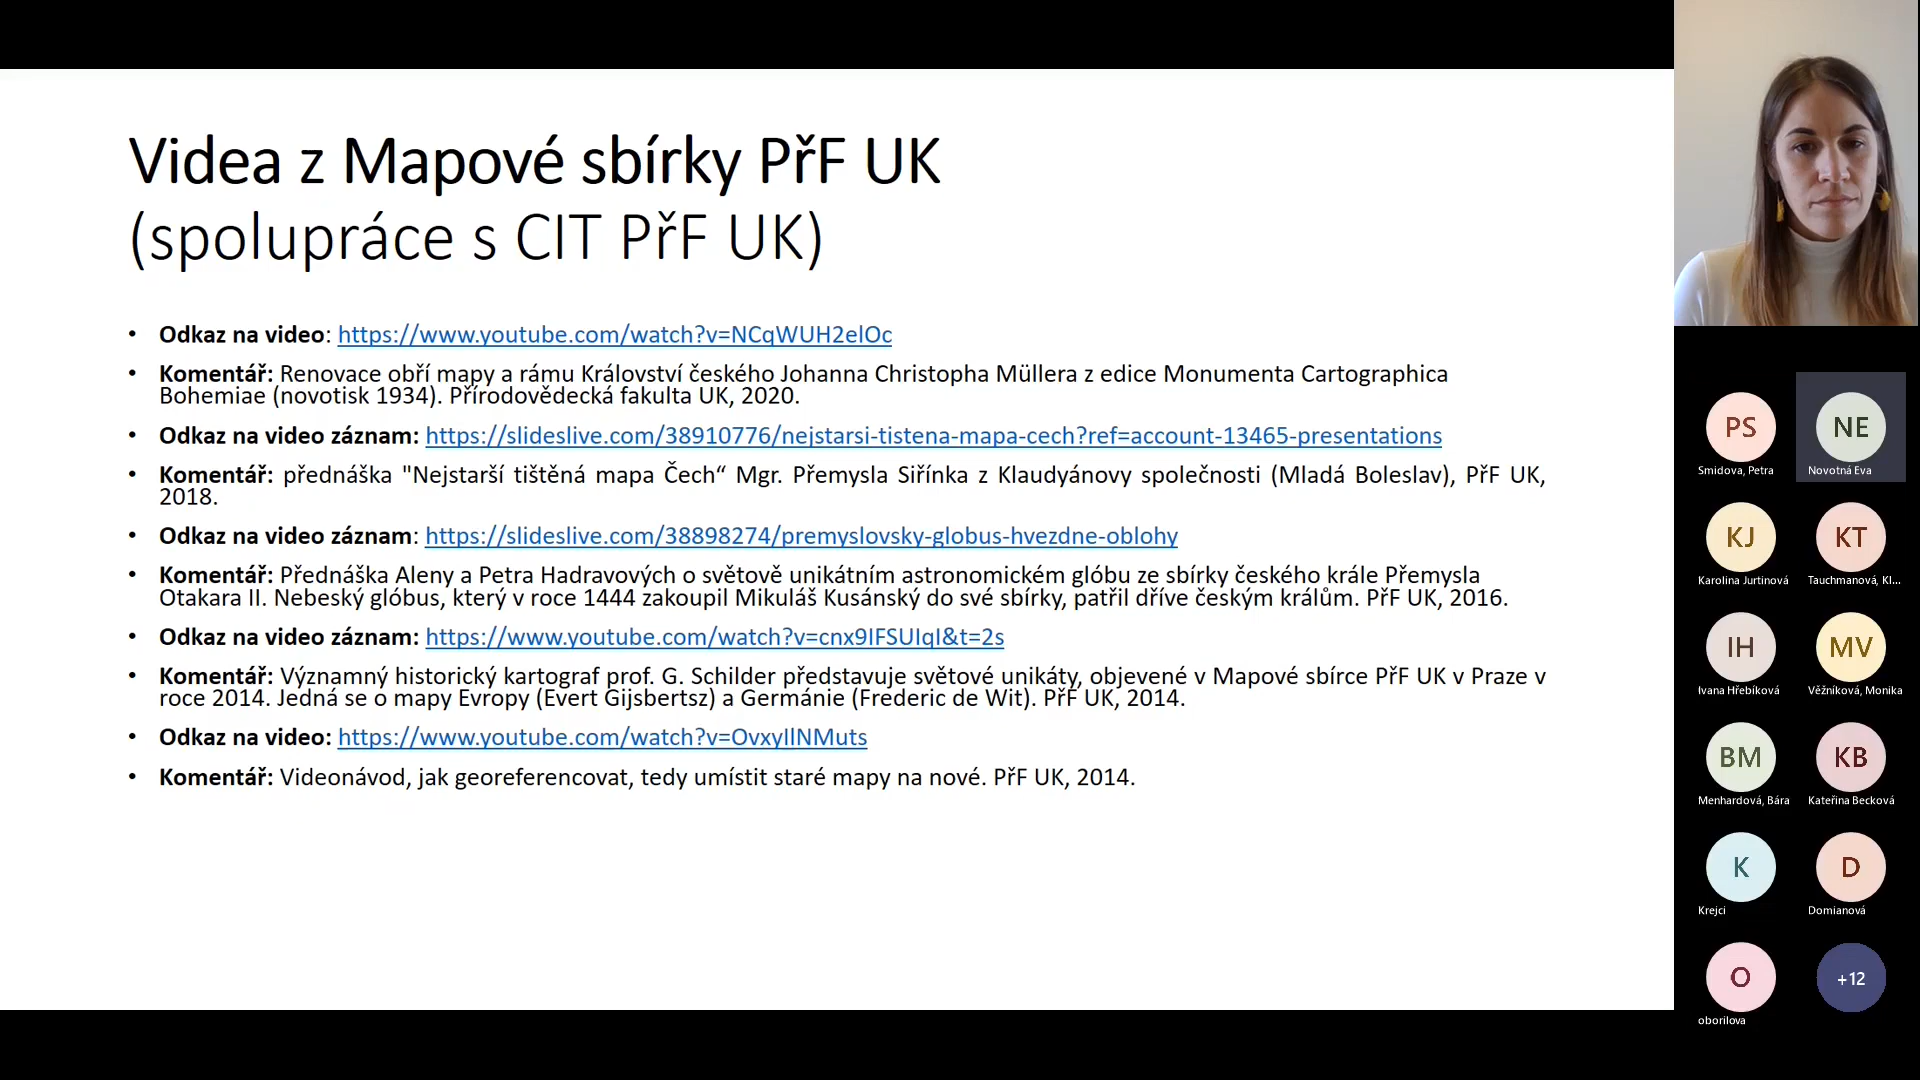 Videa z Mapové sbírky PřF UK
(spolupráce s CIT PřF UK)
• Odkaz na video: https://www.youtube.com/watch?v=NCqWUH2elOc
• Komentář: Renovace obří mapy a rámu Království českého Johanna Christopha Müllera z edice Monumenta Cartographica
Bohemiae (novotisk 1934). Přírodovědecká fakulta UK, 2020.
• Odkaz na video záznam: https://slideslive.com/38910776/nejstarsi-tistena-mapa-cech?ref=account-13465-presentations
• Komentář: přednáška "Nejstarší tištěná mapa Čech“ Mgr. Přemysla Siřínka z Klaudyánovy společnosti (Mladá Boleslav), PřF UK,
2018.
• Odkaz na video záznam: https://slideslive.com/38898274/premyslovsky-globus-hvezdne-oblohy
• Komentář: Přednáška Aleny a Petra Hadravových o světově unikátním astronomickém glóbu ze sbírky českého krále Přemysla
Otakara II. Nebeský glóbus, který v roce 1444 zakoupil Mikuláš Kusánský do své sbírky, patřil dříve českým králům. PřF UK, 2016.
• Odkaz na video záznam: https://www.youtube.com/watch?v=cnx9IFSUIqI&t=2s
• Komentář: Významný historický kartograf prof. G. Schilder představuje světové unikáty, objevené v Mapové sbírce PřF UK v Praze v
roce 2014. Jedná se o mapy Evropy (Evert Gijsbertsz) a Germánie (Frederic de Wit). PřF UK, 2014.
• Odkaz na video: https://www.youtube.com/watch?v=OvxyIlNMuts
• Komentář: Videonávod, jak georeferencovat, tedy umístit staré mapy na nové. PřF UK, 2014.
PS
Smidova, Petra
NE
Novotná Eva
KJ
Karolina Jurtinová
KT
Tauchmanová, Kl...
IH
Ivana Hřebíková
MV
Věžníková, Monika
BM
Menhardová, Bára
KB
Kateřina Becková
K
Krejci
D
Domianová
O
oborilova
+12